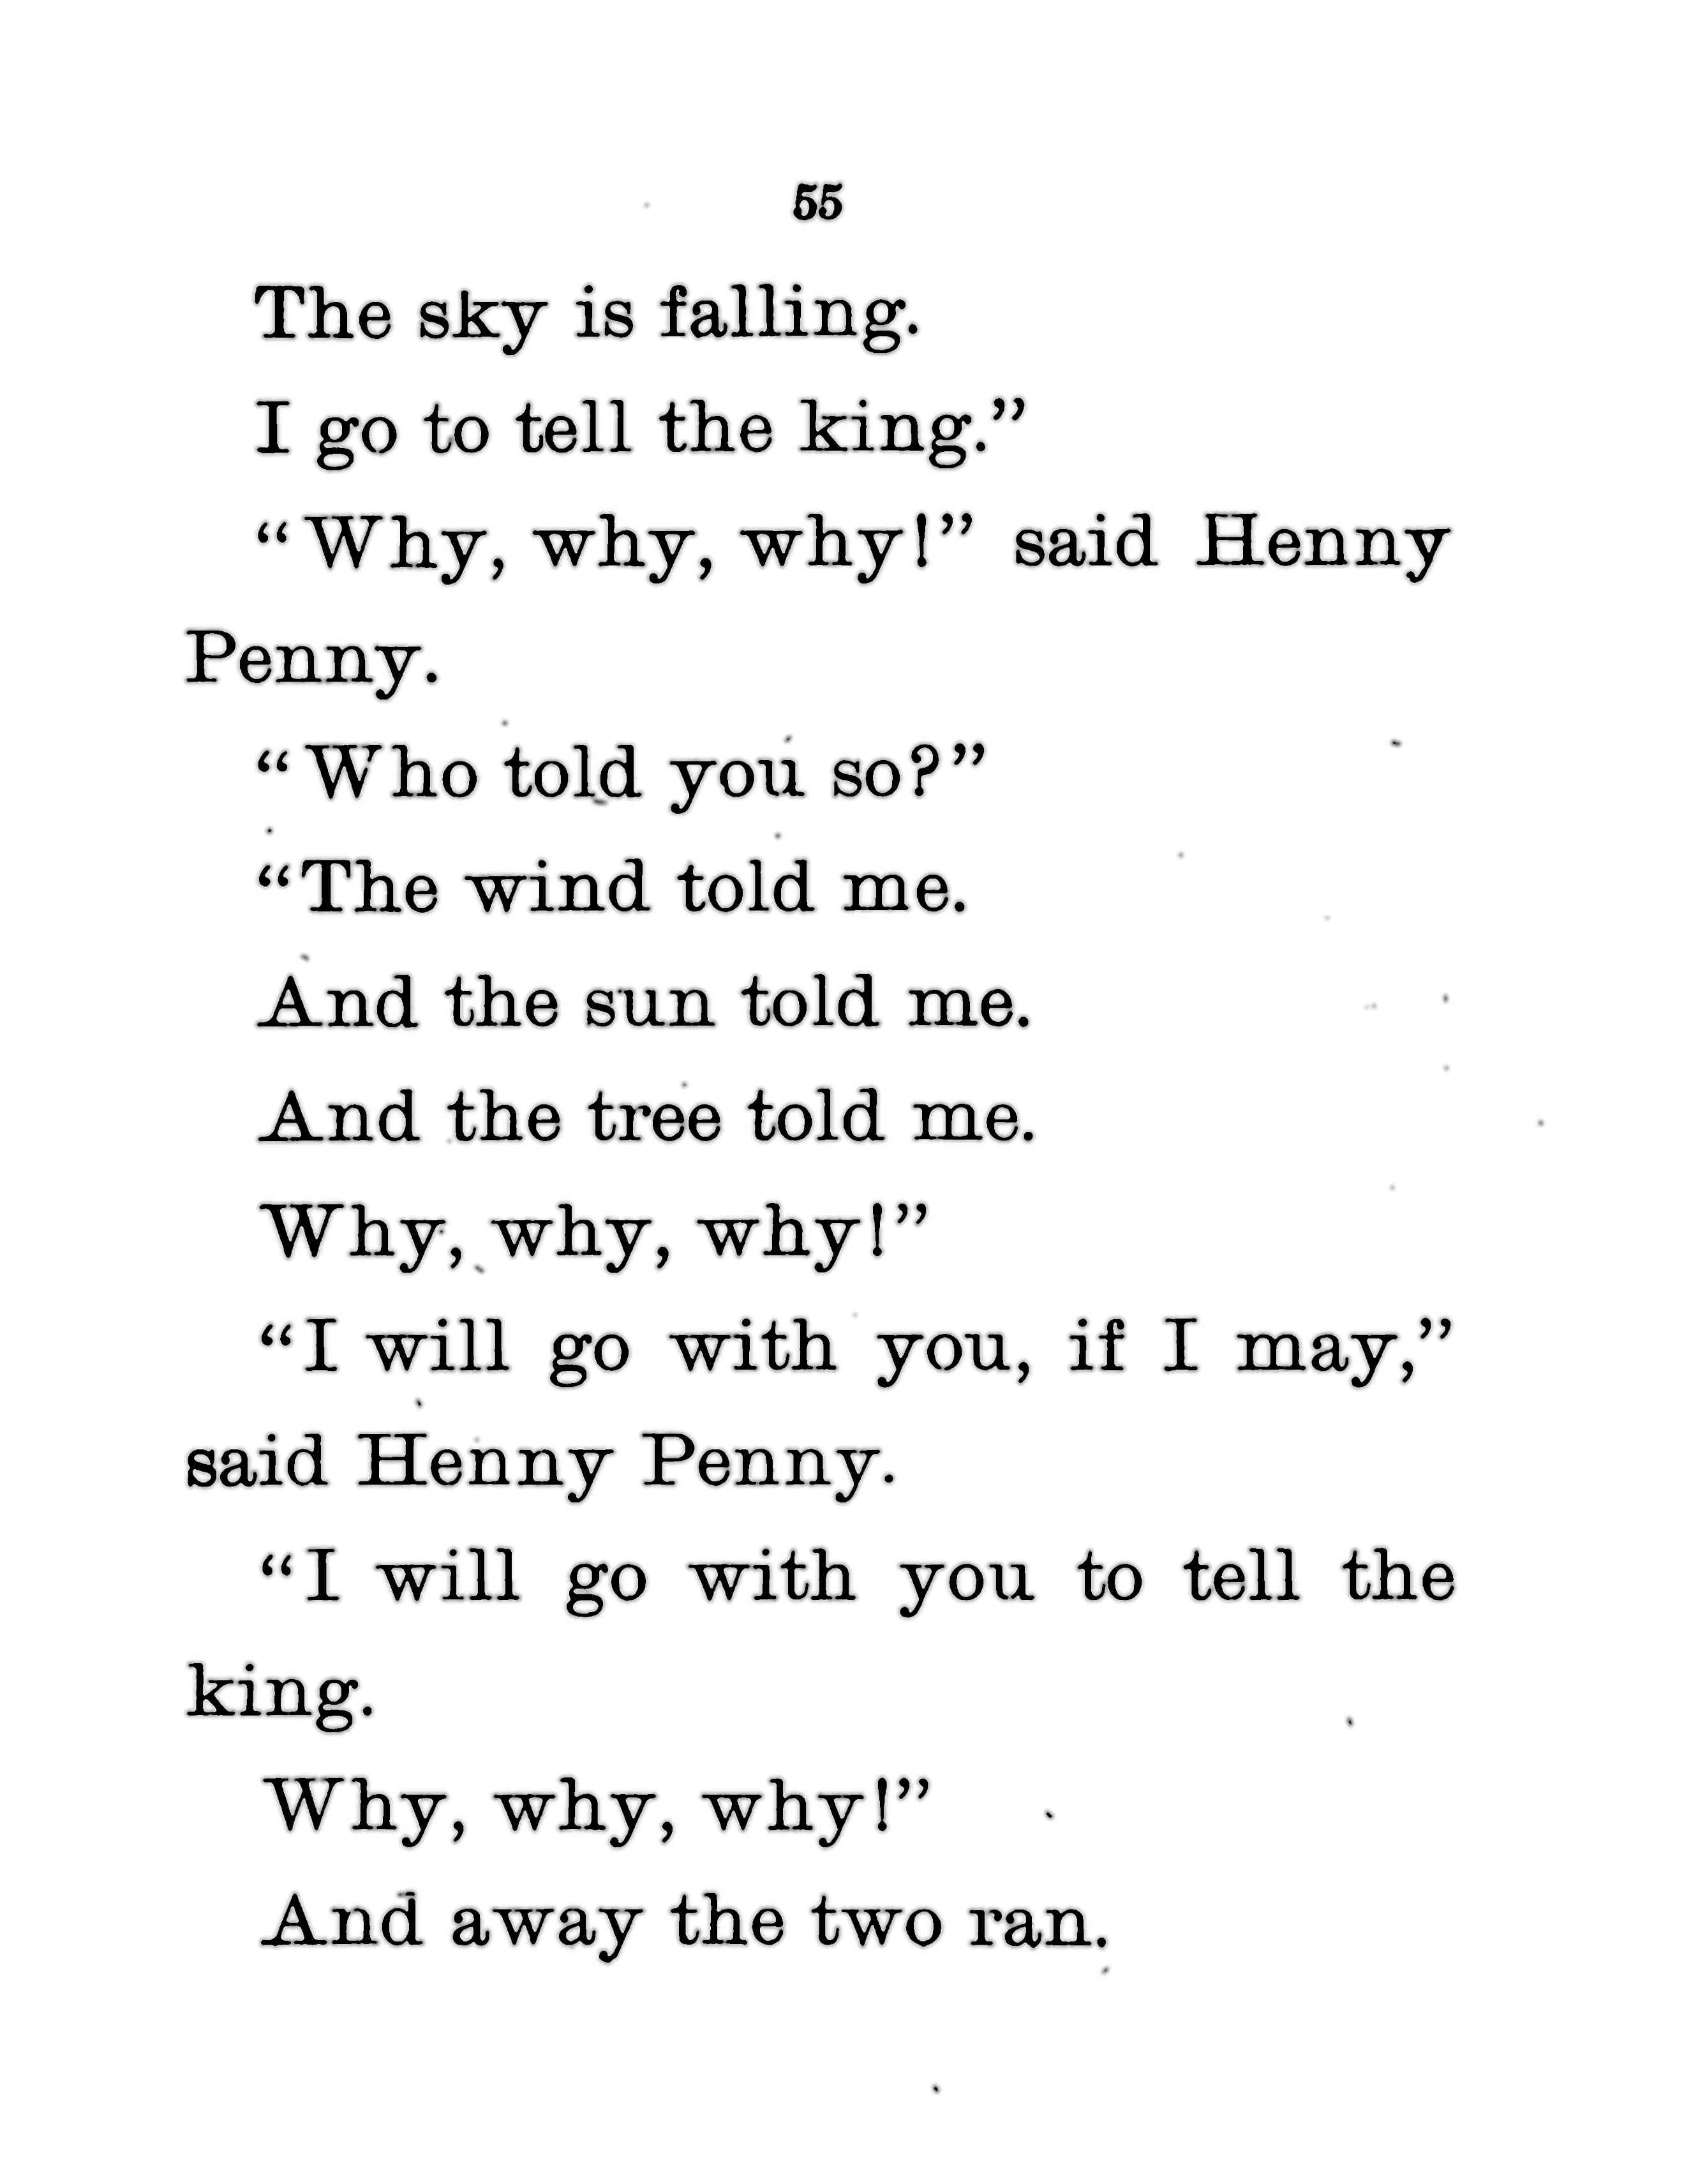 55
The sky is falling.
I go to tell the king.”
“Why, why, why!” said Henny
Penny.
“Who told you so?”
“The wind told me.
And the sun told me.
And the tree told me.
Why, why, why!”
“I will go with you, if I may,”
said Henny Penny.
“I will go with you to tell the
king.
Why, why, why!”
And away the two ran.